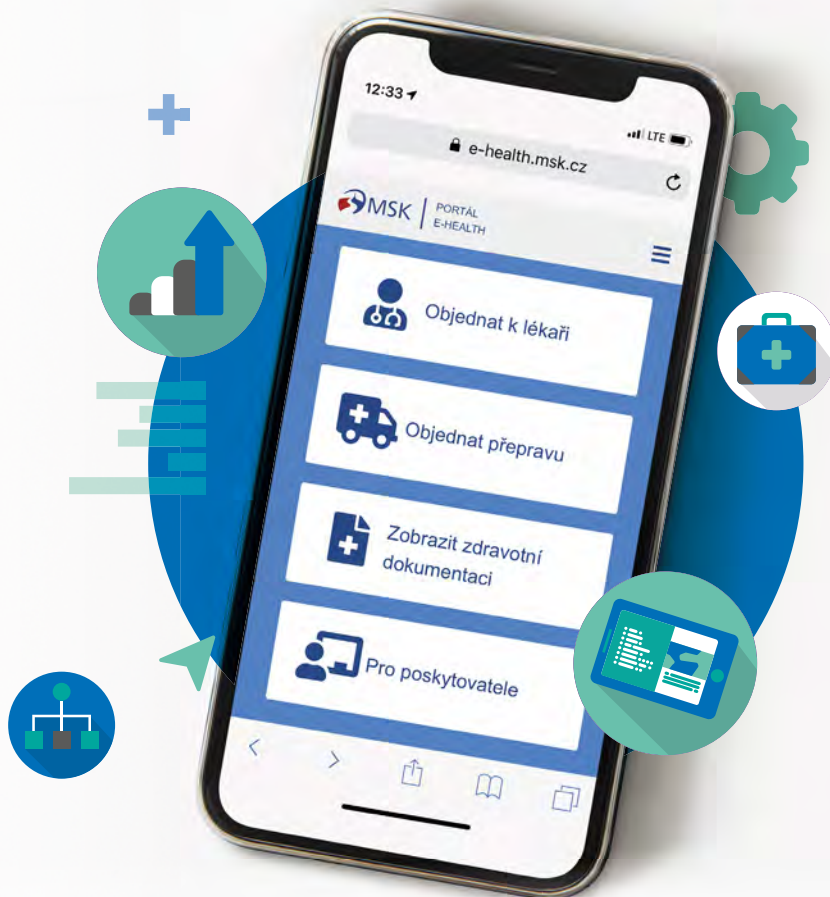 12:33
LTE
e-health.msk.cz
MSK
PORTÁL
E-HEALTH
Objednat k lékaři
Objednat přepravu
Zobrazit zdravotní
dokumentaci
Pro poskytovatele